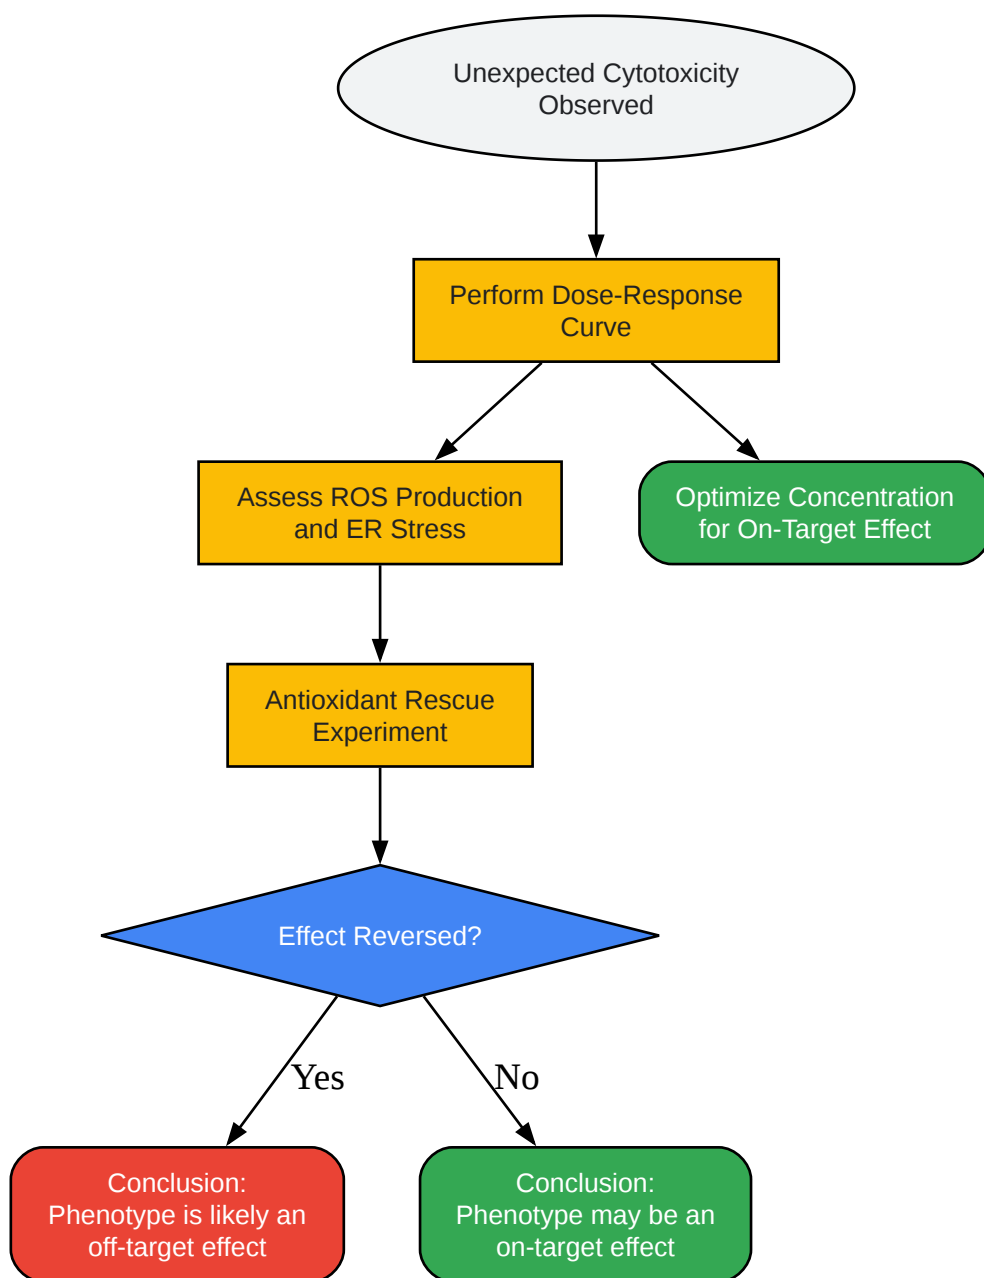 Unexpected Cytotoxicity
Observed
Perform Dose-Response
Curve
Assess ROS Production
and ER Stress
Optimize Concentration
for On-Target Effect
Antioxidant Rescue
Experiment
Effect Reversed?
Yes
No
Conclusion:
Phenotype is likely an
off-target effect
Conclusion:
Phenotype may be an
on-target effect